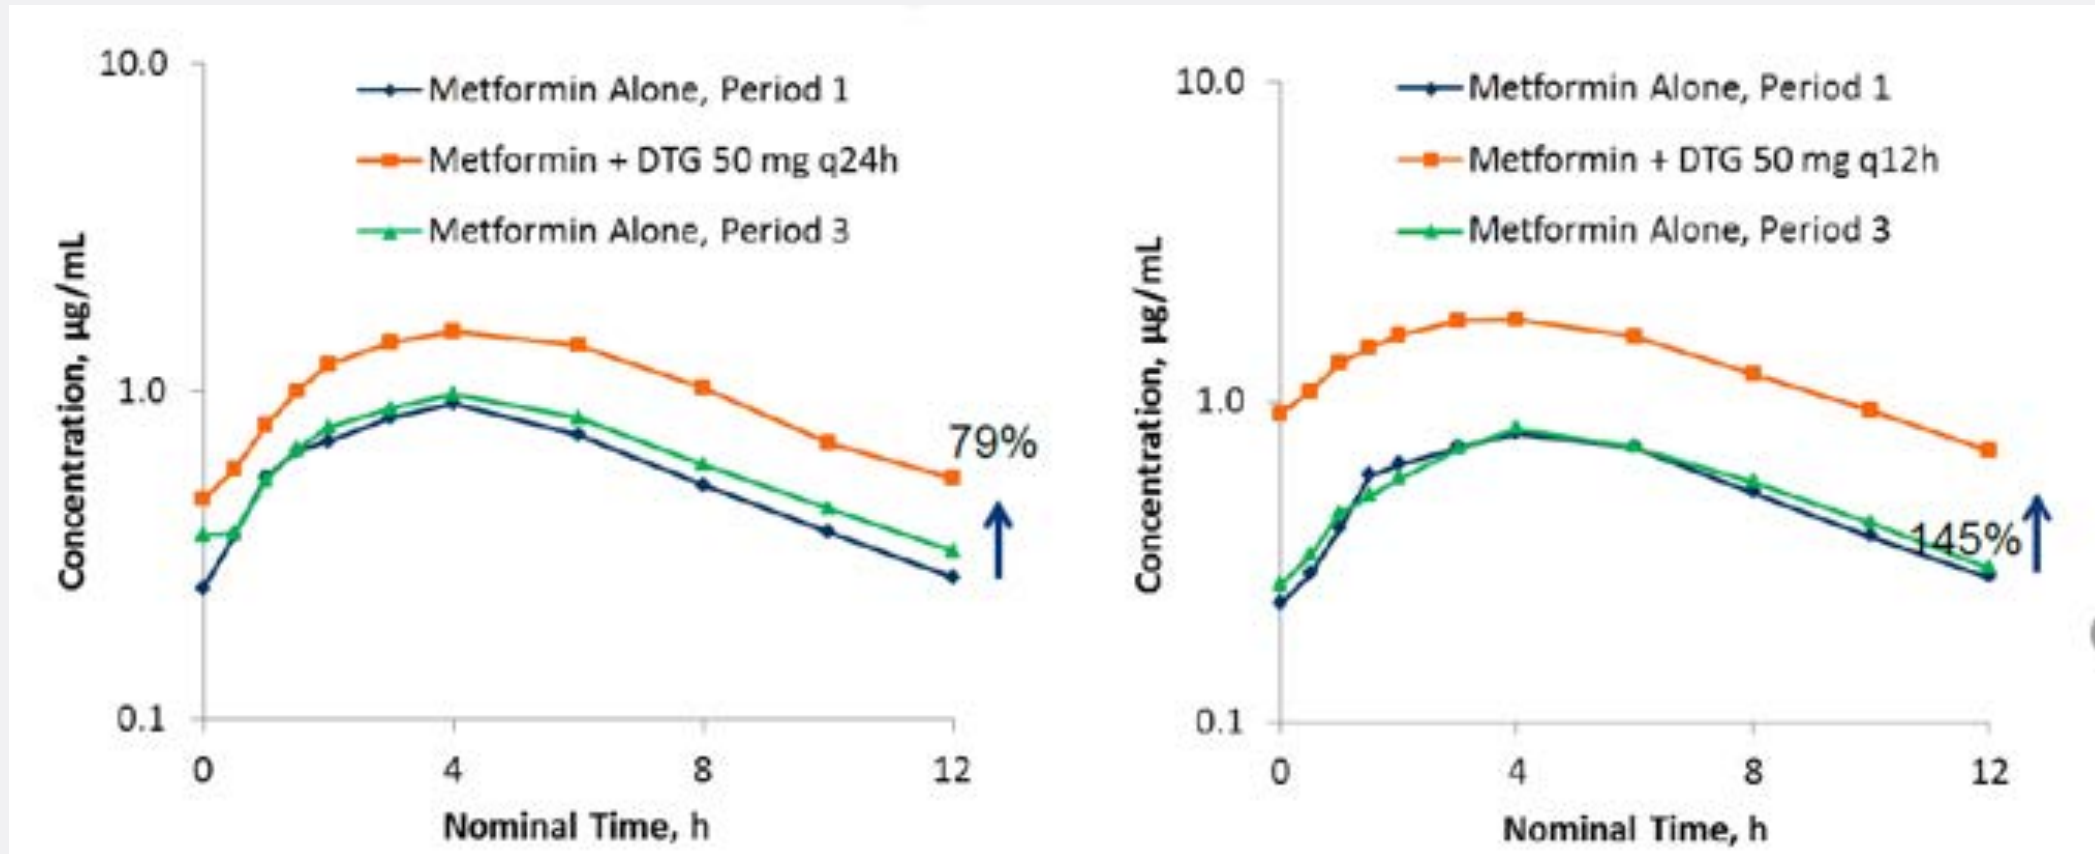 10.0
Metformin Alone, Period 1
Metformin + DTG 50 mg q24h
Metformin Alone, Period 3
Concentration, µg/mL
1.0
79%
0.1
0 4 8 12
Nominal Time, h
10.0
Metformin Alone, Period 1
Metformin + DTG 50 mg q12h
Metformin Alone, Period 3
Concentration, µg/mL
1.0
145%
0.1
0 4 8 12
Nominal Time, h